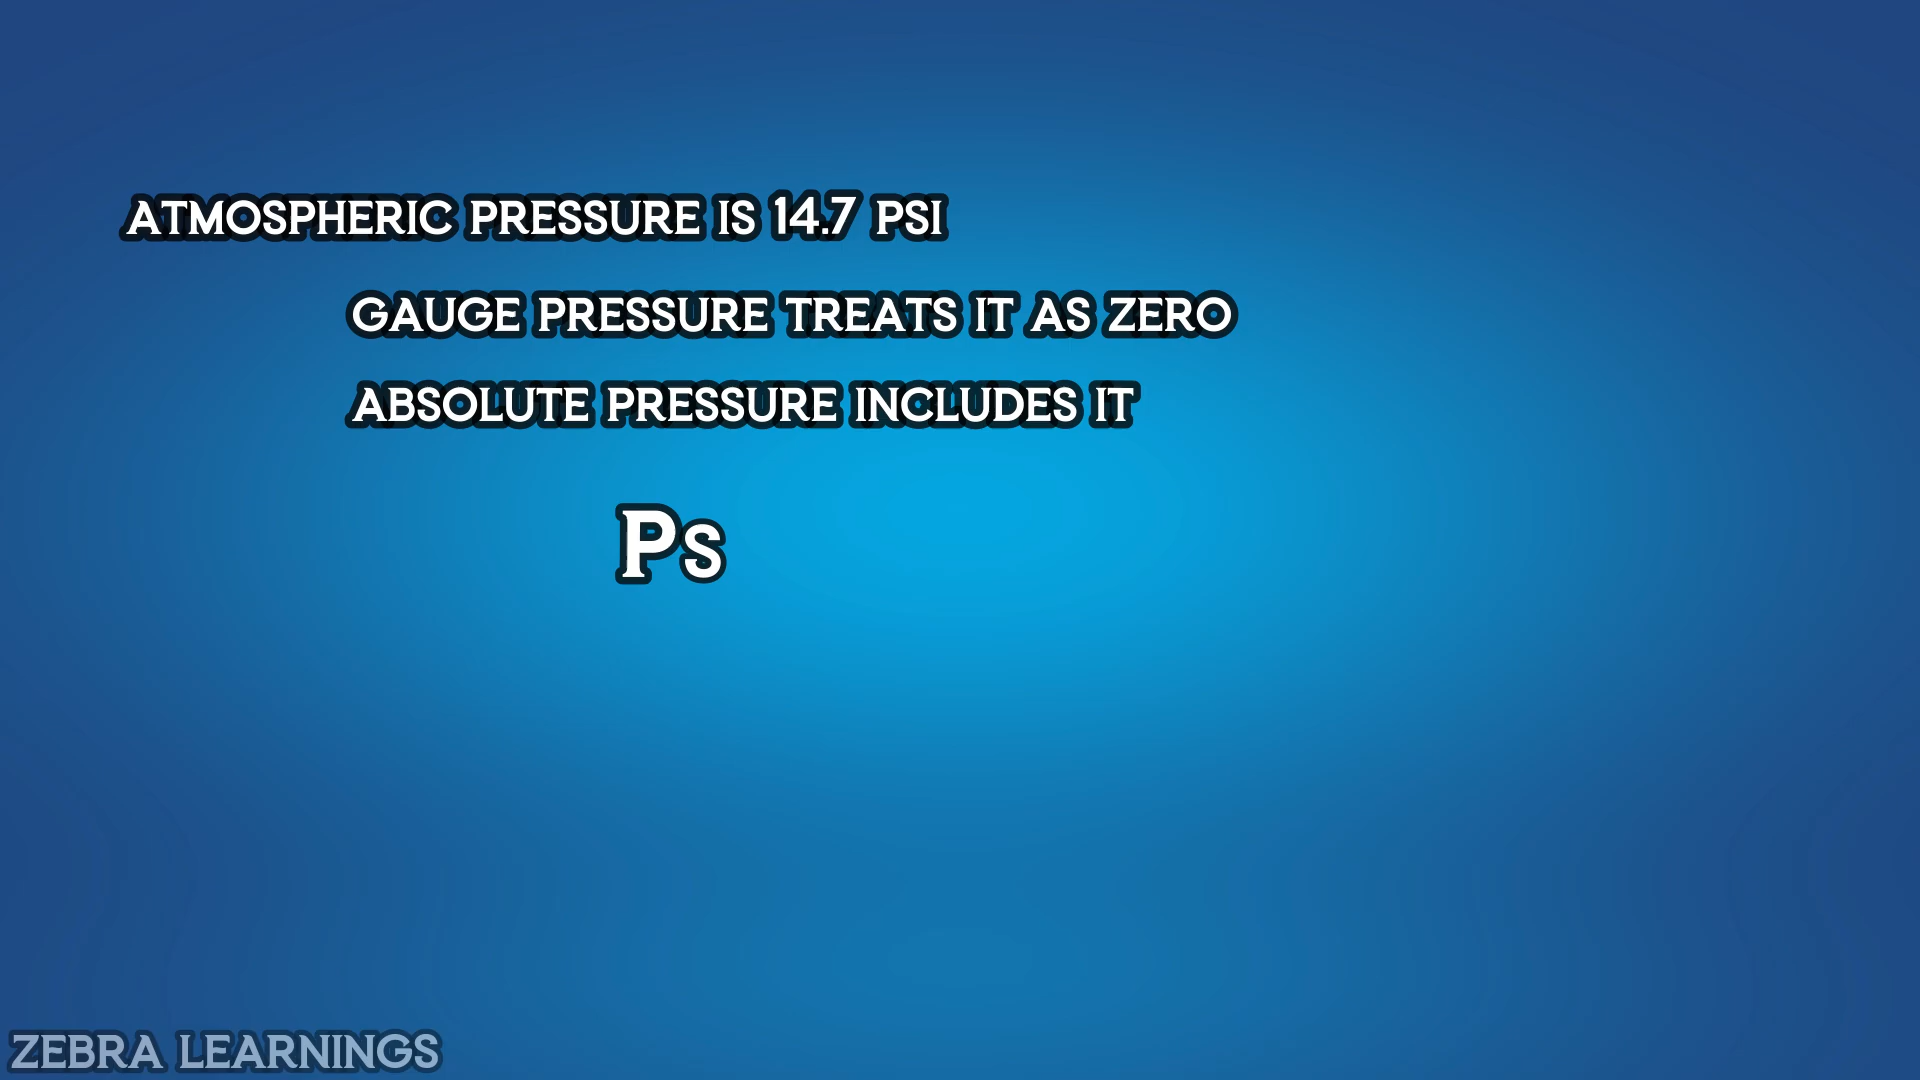 ATMOSPHERIC PRESSURE IS 14.7 PSI
GAUGE PRESSURE TREATS IT AS ZERO
ABSOLUTE PRESSURE INCLUDES IT
Ps
ZEBRA LEARNINGS